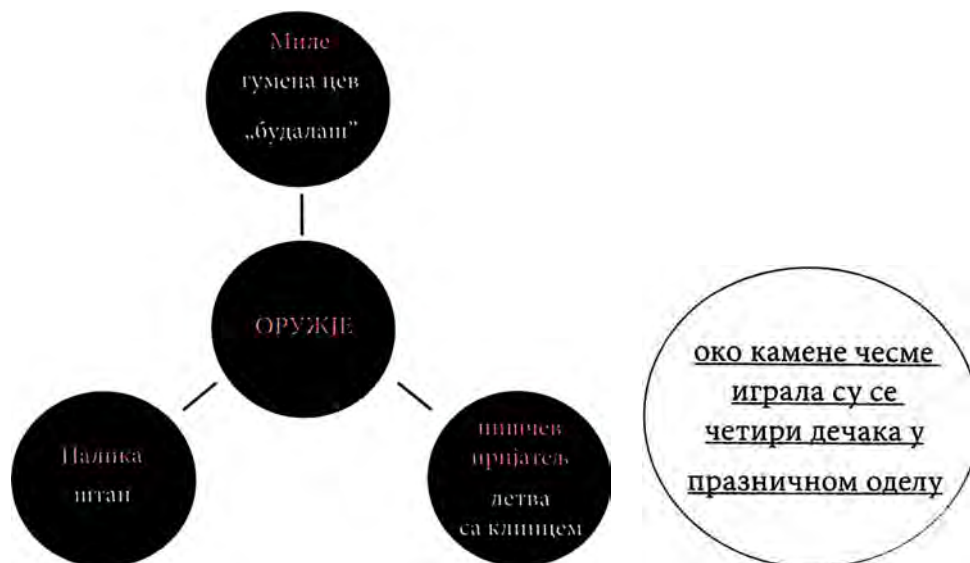 Миле
гумена цев
„будалаш”
ОРУЖЈЕ
Палика
штап
пријатељ
летва
са клинцем
око камене чесме
играла су се
четири дечака у
празничном оделу